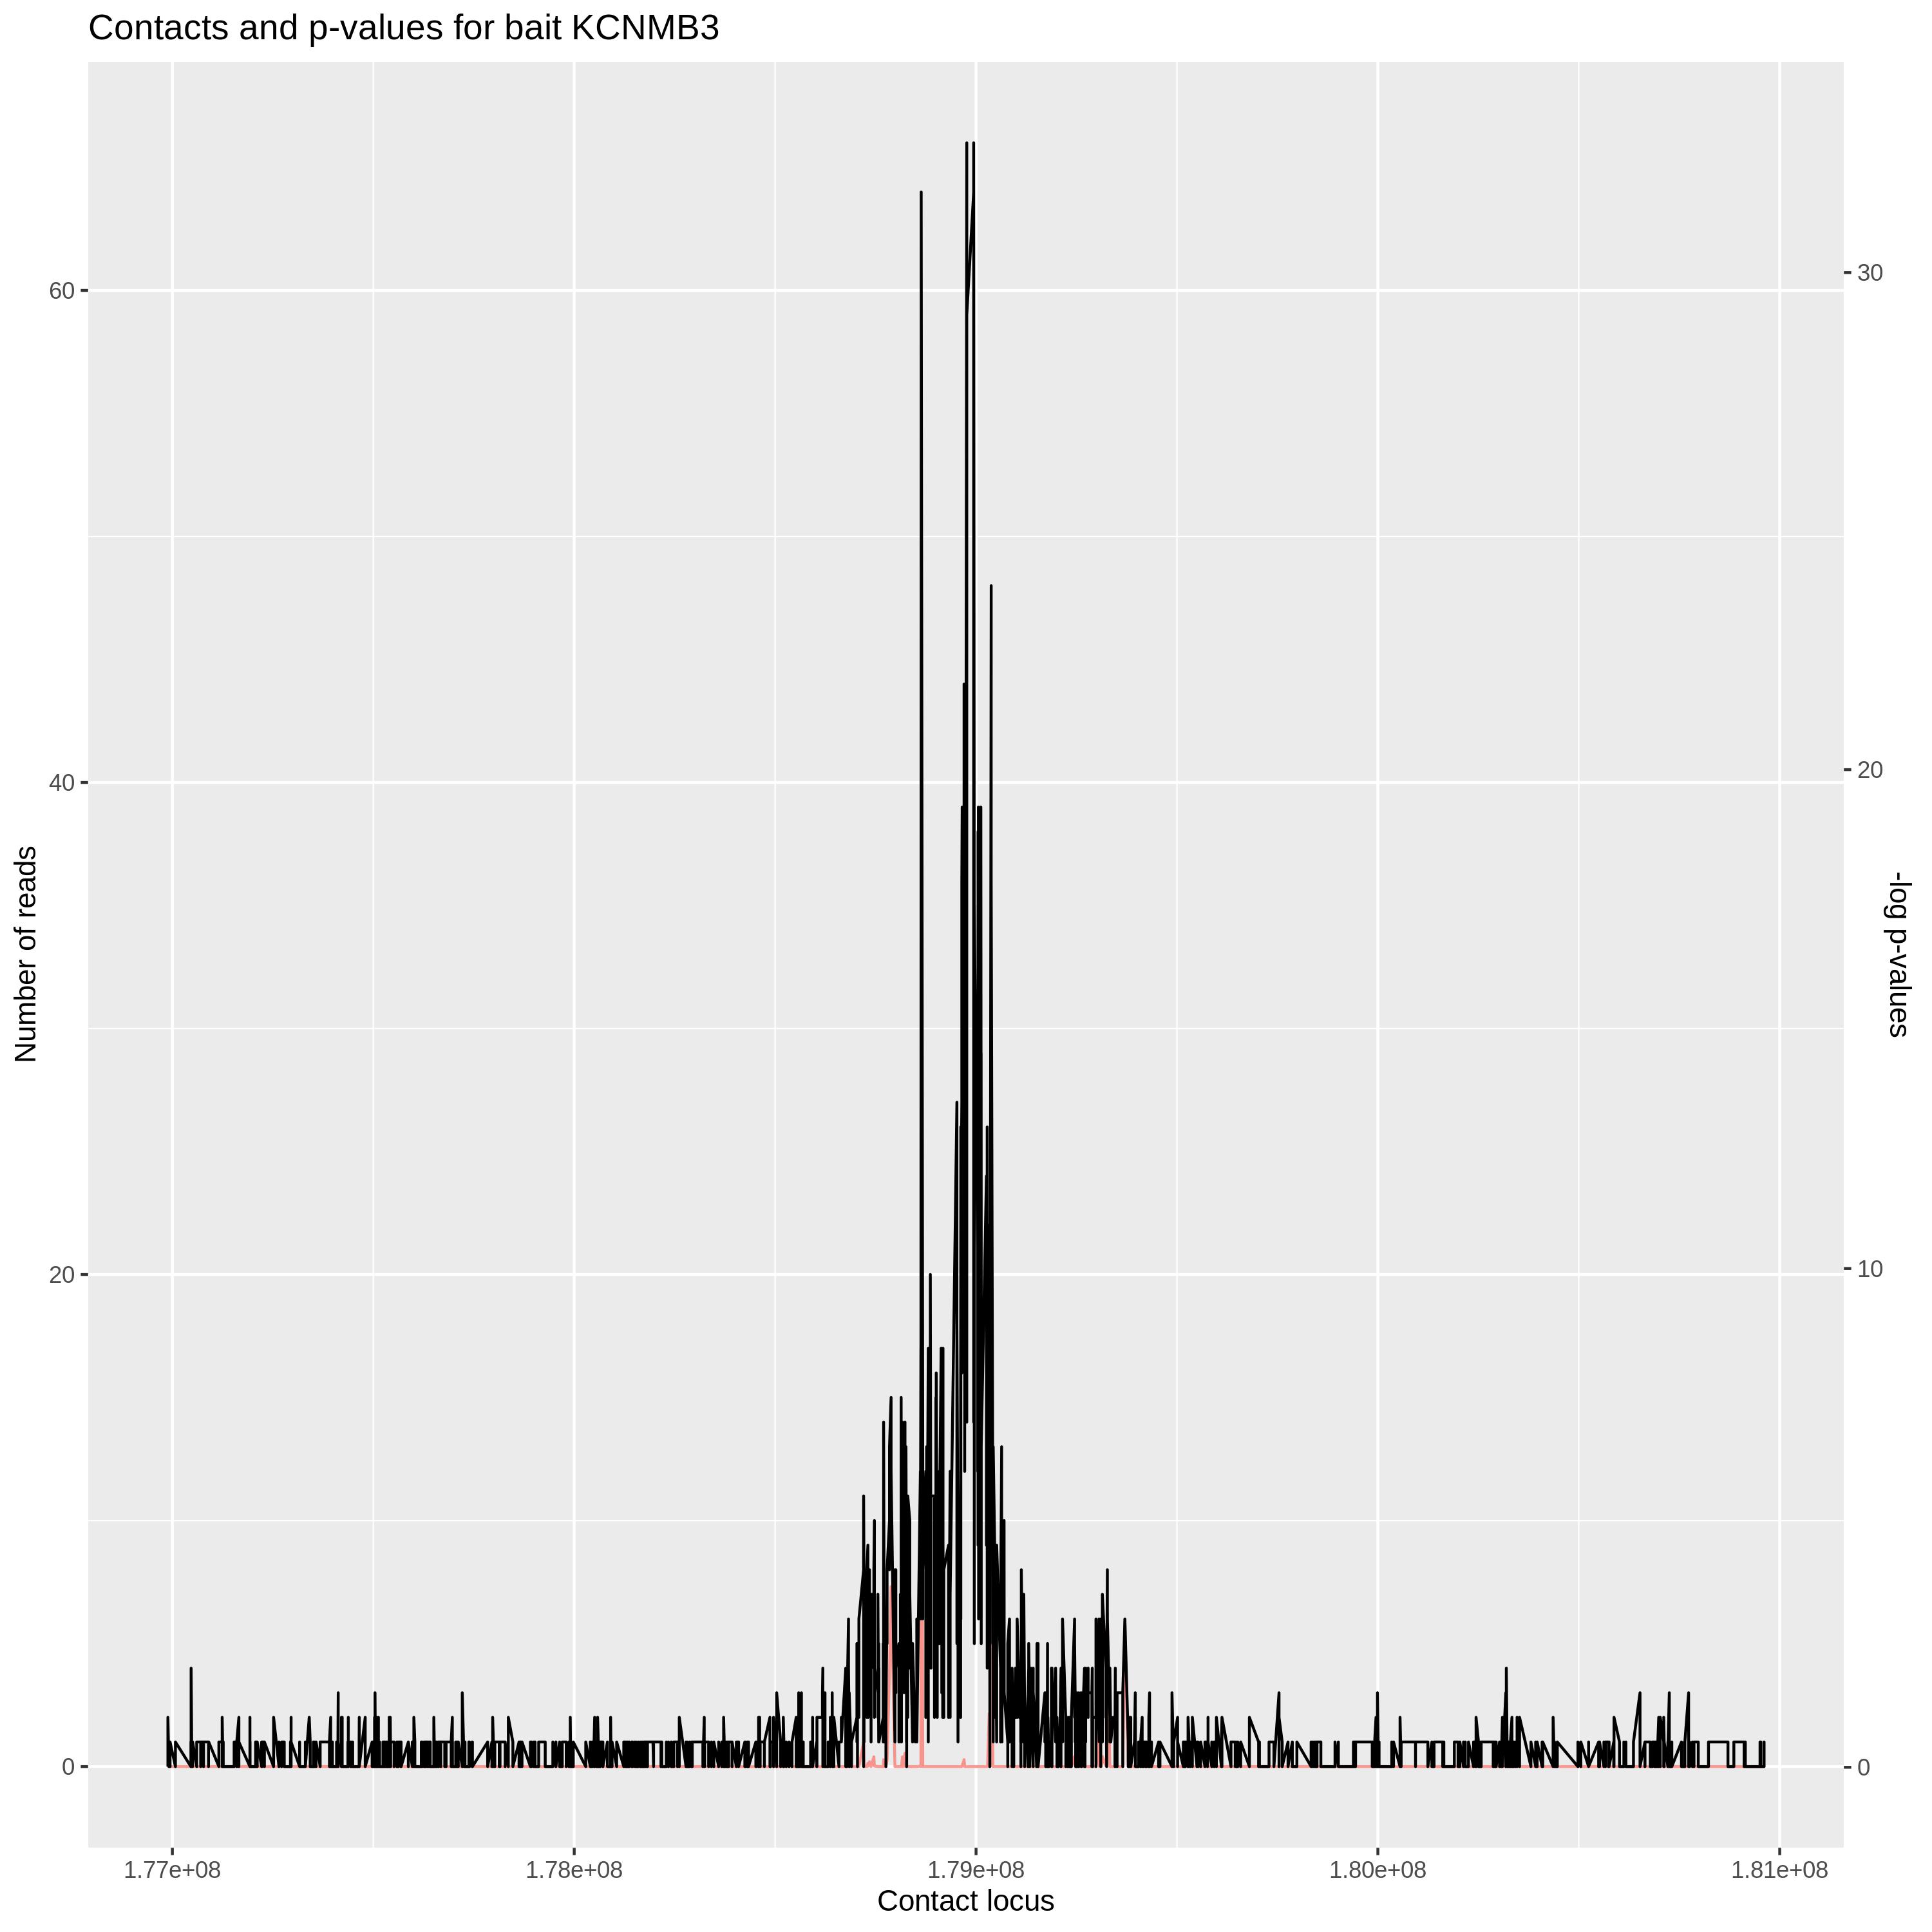 Contacts and p-values for bait KCNMB3
60
40
20
0
30
20
10
0
Number of reads
-log p-values
1.77e+08 1.78e+08 1.79e+08 1.80e+08 1.81e+08
Contact locus